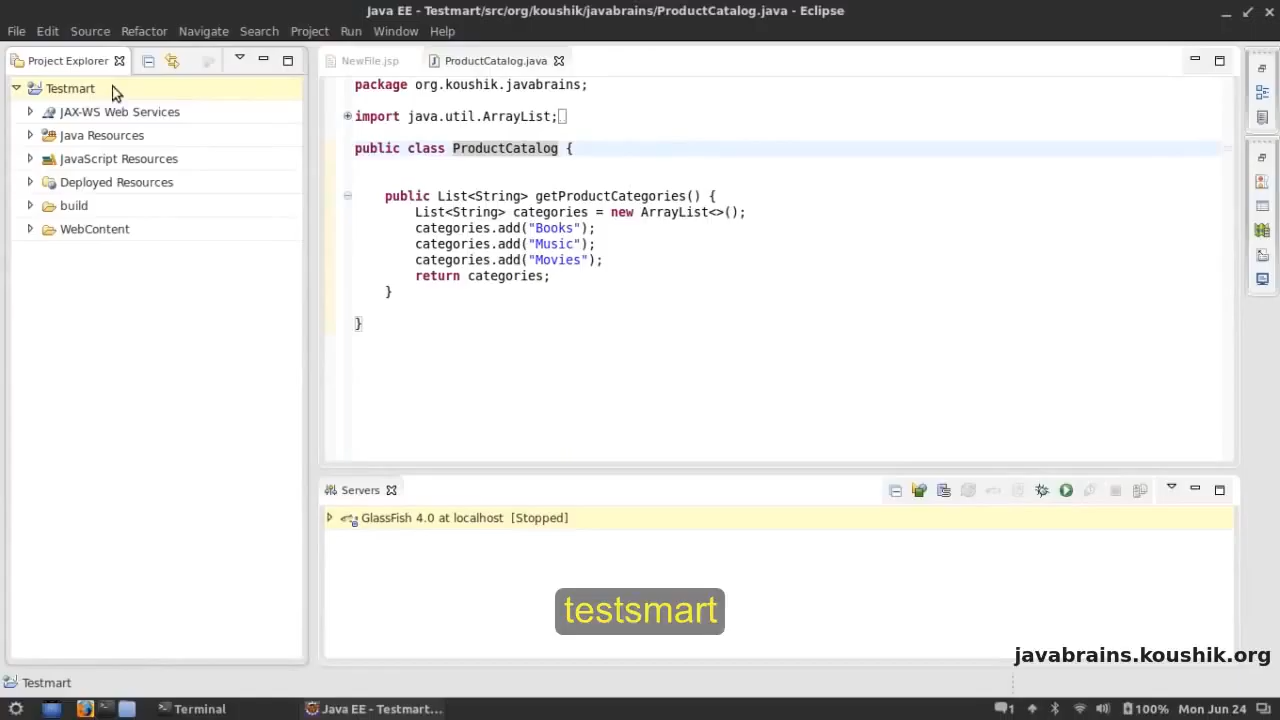 Java EE - Testmart/src/org/koushik/javabrains/ProductCatalog.java - Eclipse
File Edit Source Refactor Navigate Search Project Run Window Help
Project Explorer
NewFile.jsp
ProductCatalog.java
Testmart
JAX-WS Web Services
Java Resources
JavaScript Resources
Deployed Resources
build
WebContent
package org.koushik.javabrains;
import java.util.ArrayList;
public class ProductCatalog {
public List<String> getProductCategories() {
List<String> categories = new ArrayList<>();
categories.add("Books");
categories.add("Music");
categories.add("Movies");
return categories;
}
}
Servers
GlassFish 4.0 at localhost [Stopped]
testsmart
javabrains.koushik.org
Testmart
Terminal
Java EE - Testmart...
1
100%
Mon Jun 24